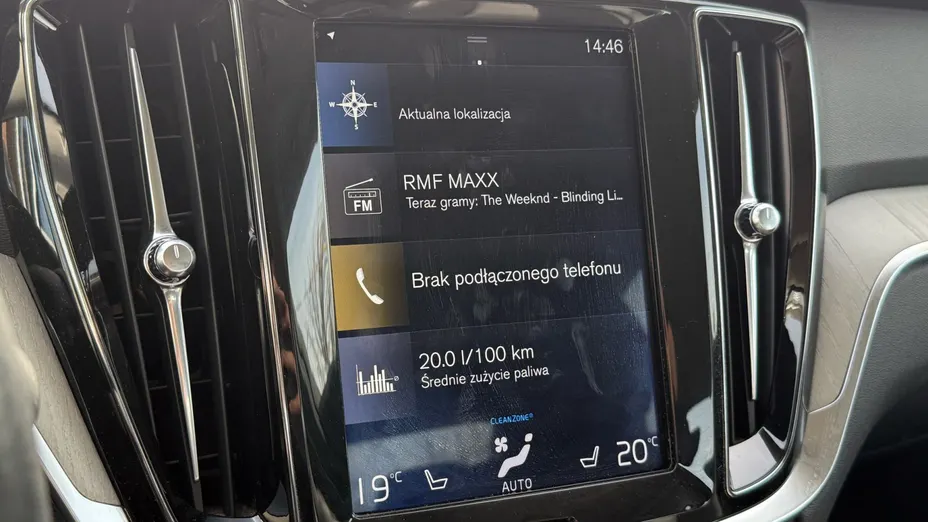 14:46
N
W E
S
Aktualna lokalizacja
RMF MAXX
FM
Teraz gramy: The Weeknd - Blinding Li...
Brak podłączonego telefonu
20.0 l/100 km
Średnie zużycie paliwa
CLEANZONE®
19°C
AUTO
20°C